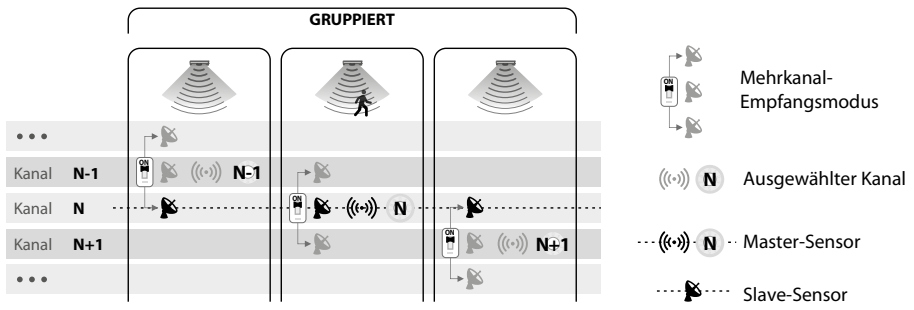 GRUPPIERT
ON
Mehrkanal-
Empfangsmodus
Kanal N-1
ON
N-1
Ausgewählter Kanal
N
Kanal N
ON
N
Kanal N+1
ON
N+1
Master-Sensor
N
Slave-Sensor